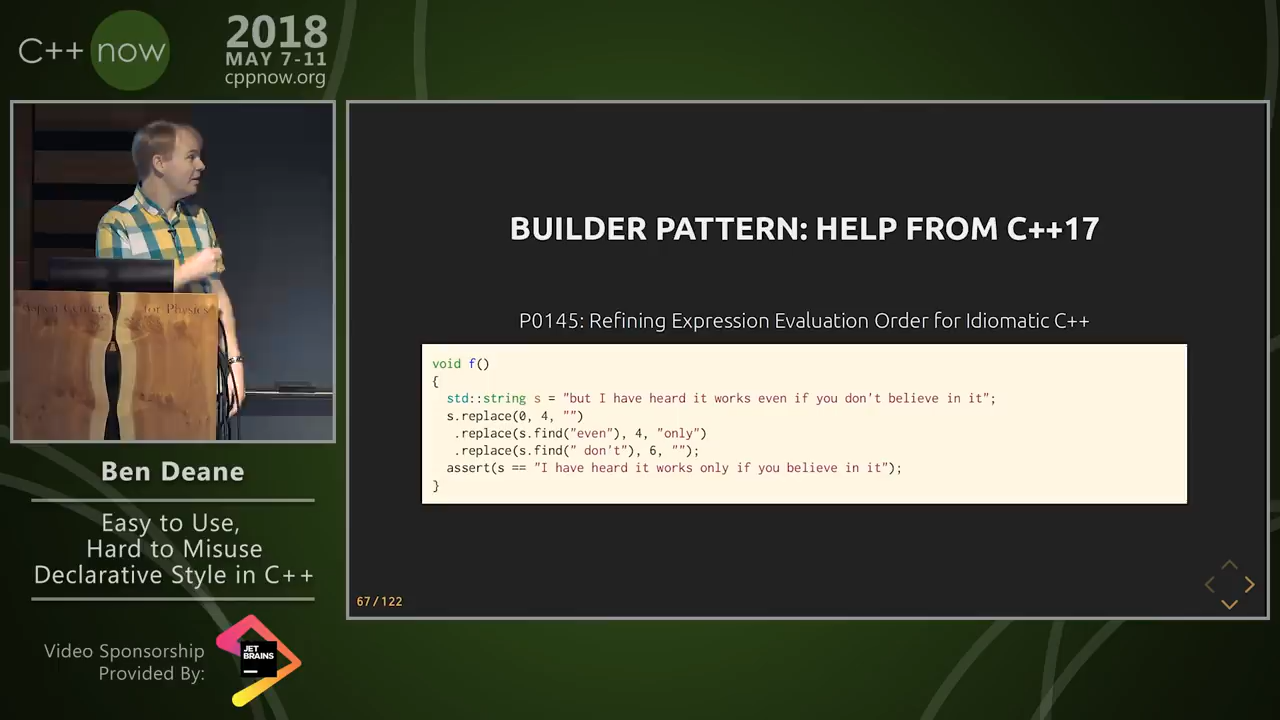 C++ now
2018
MAY 7-11
cppnow.org
Aspen Center for Physics
BUILDER PATTERN: HELP FROM C++17
P0145: Refining Expression Evaluation Order for Idiomatic C++
void f()
{
  std::string s = "but I have heard it works even if you don't believe in it";
  s.replace(0, 4, "")
   .replace(s.find("even"), 4, "only")
   .replace(s.find(" don't"), 6, "");
  assert(s == "I have heard it works only if you believe in it");
}
67 / 122
Ben Deane
Easy to Use,
Hard to Misuse
Declarative Style in C++
Video Sponsorship
Provided By:
JET
BRAINS